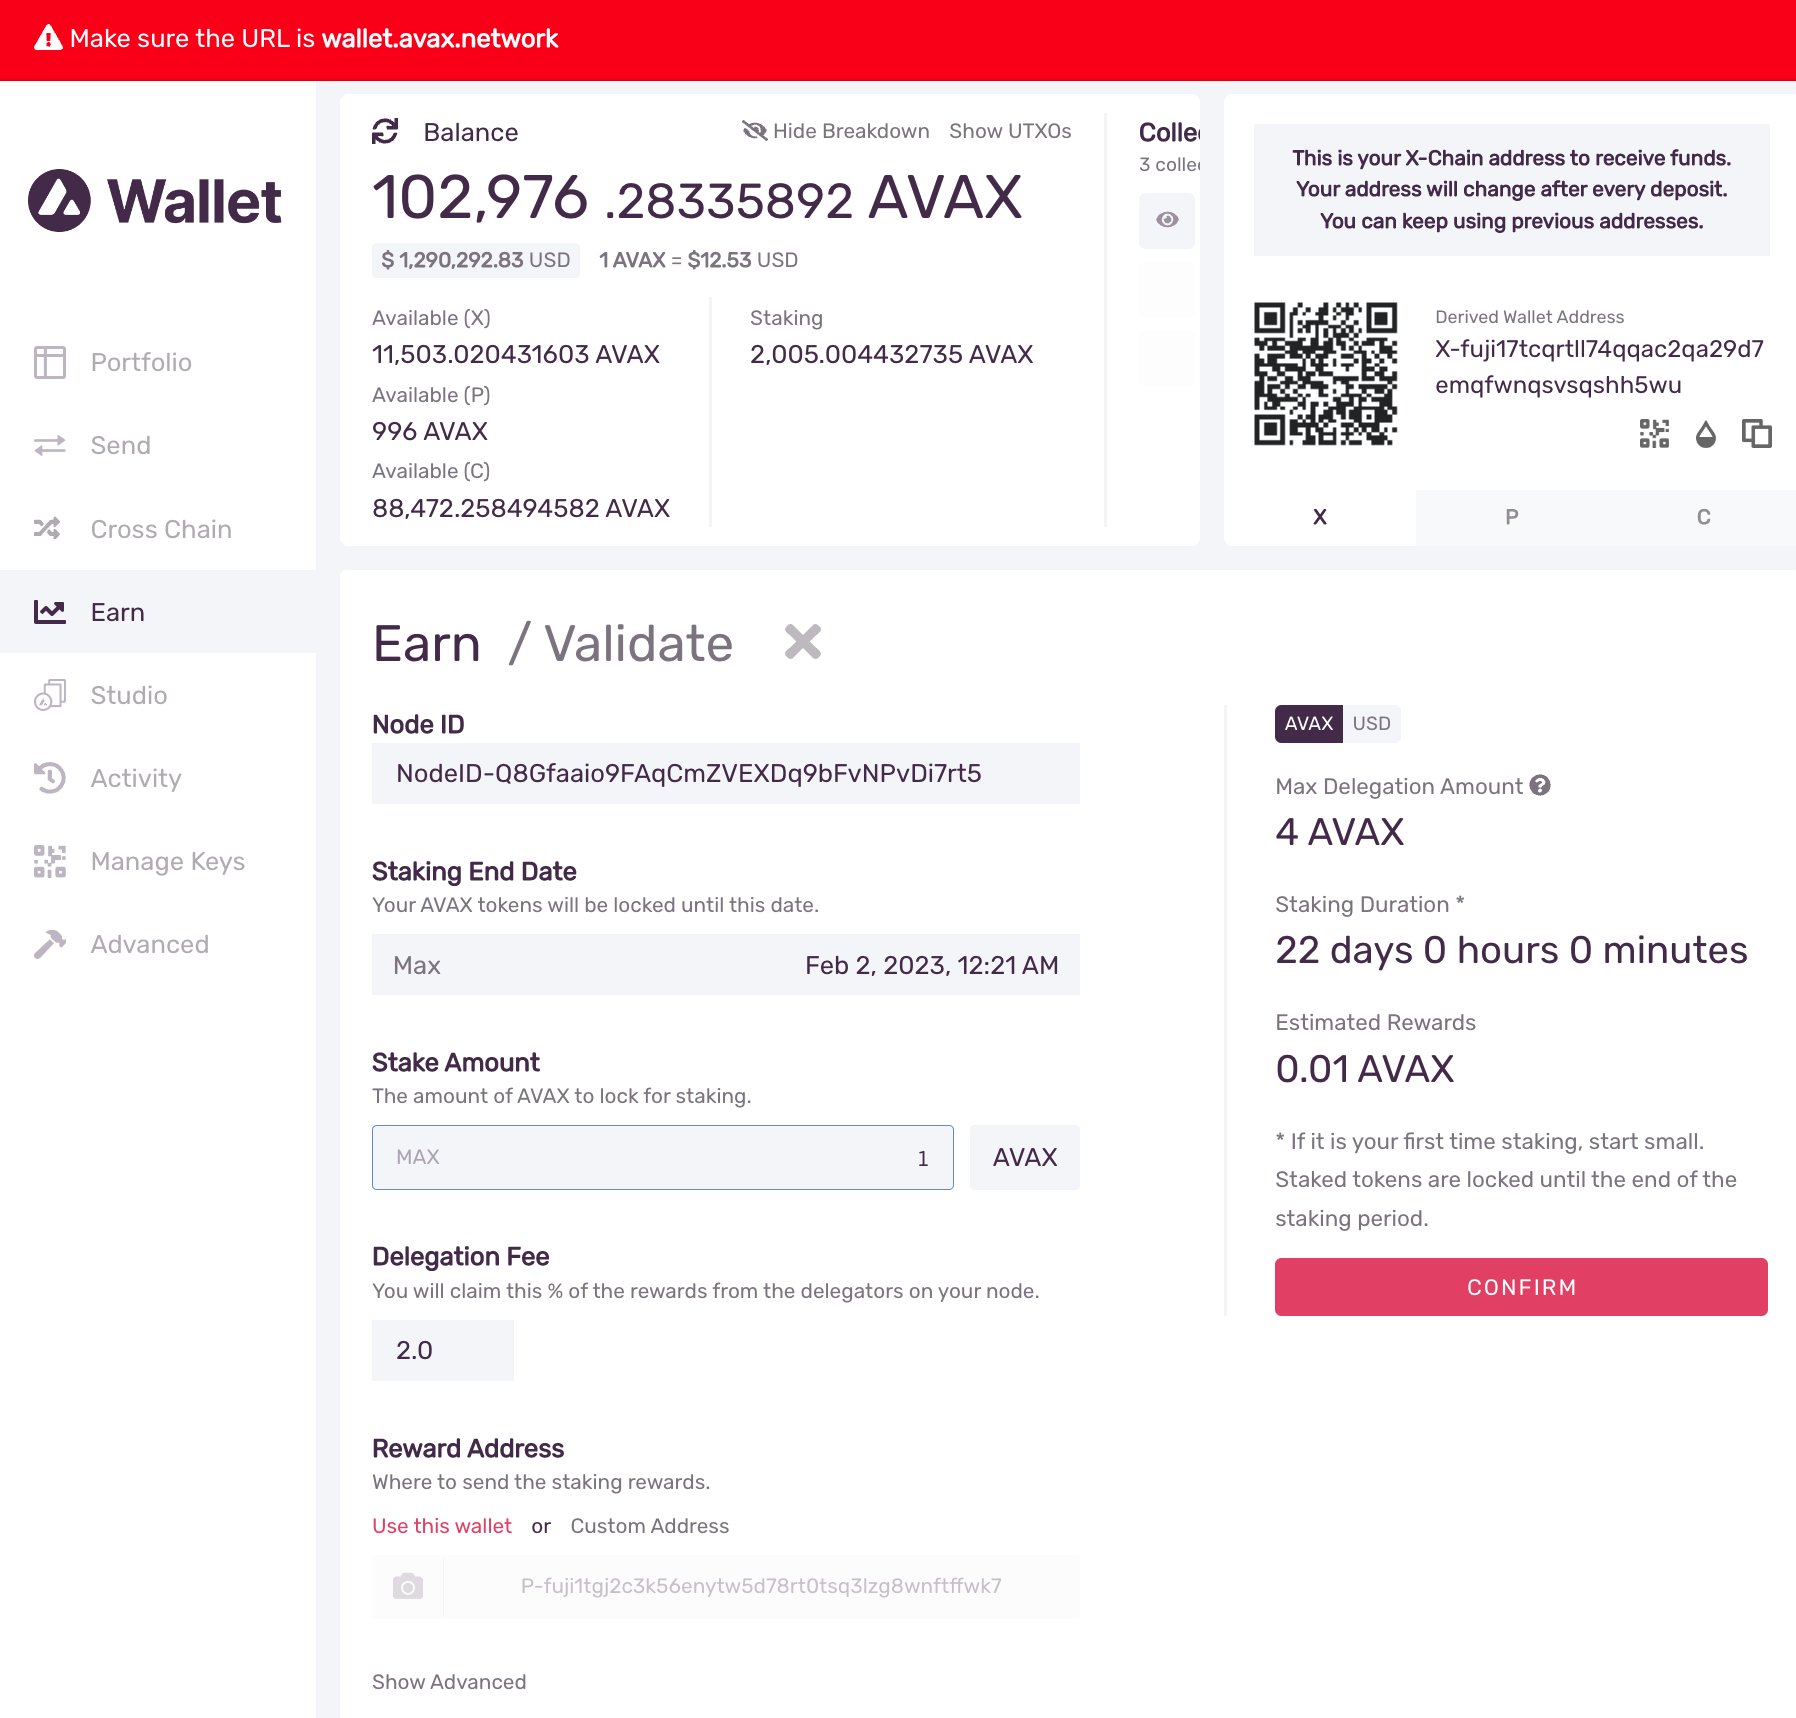 Make sure the URL is wallet.avax.network
Wallet
Portfolio
Send
Cross Chain
Earn
Studio
Activity
Manage Keys
Advanced
Balance
Hide Breakdown
Show UTXOs
102,976 .28335892 AVAX
$ 1,290,292.83 USD
1 AVAX = $12.53 USD
Available (X)
11,503.020431603 AVAX
Available (P)
996 AVAX
Available (C)
88,472.258494582 AVAX
Staking
2,005.004432735 AVAX
3
This is your X-Chain address to receive funds.
Your address will change after every deposit.
You can keep using previous addresses.
Derived Wallet Address
X-fuji17tcqrtll74qqac2qa29d7
emqfwnqsvsqshh5wu
X
P
C
Earn / Validate
Node ID
NodeID-Q8Gfaaio9FAqCmZVEXDq9bFvNPvDi7rt5
Staking End Date
Your AVAX tokens will be locked until this date.
Max
Feb 2, 2023, 12:21 AM
Stake Amount
The amount of AVAX to lock for staking.
MAX
1
AVAX
Delegation Fee
You will claim this % of the rewards from the delegators on your node.
2.0
Reward Address
Where to send the staking rewards.
Use this wallet or Custom Address
P-fuji1tgj2c3k56enytw5d78rt0tsq3lzg8wnftffwk7
Show Advanced
AVAX
USD
Max Delegation Amount
4 AVAX
Staking Duration *
22 days 0 hours 0 minutes
Estimated Rewards
0.01 AVAX
* If it is your first time staking, start small.
Staked tokens are locked until the end of the
staking period.
CONFIRM